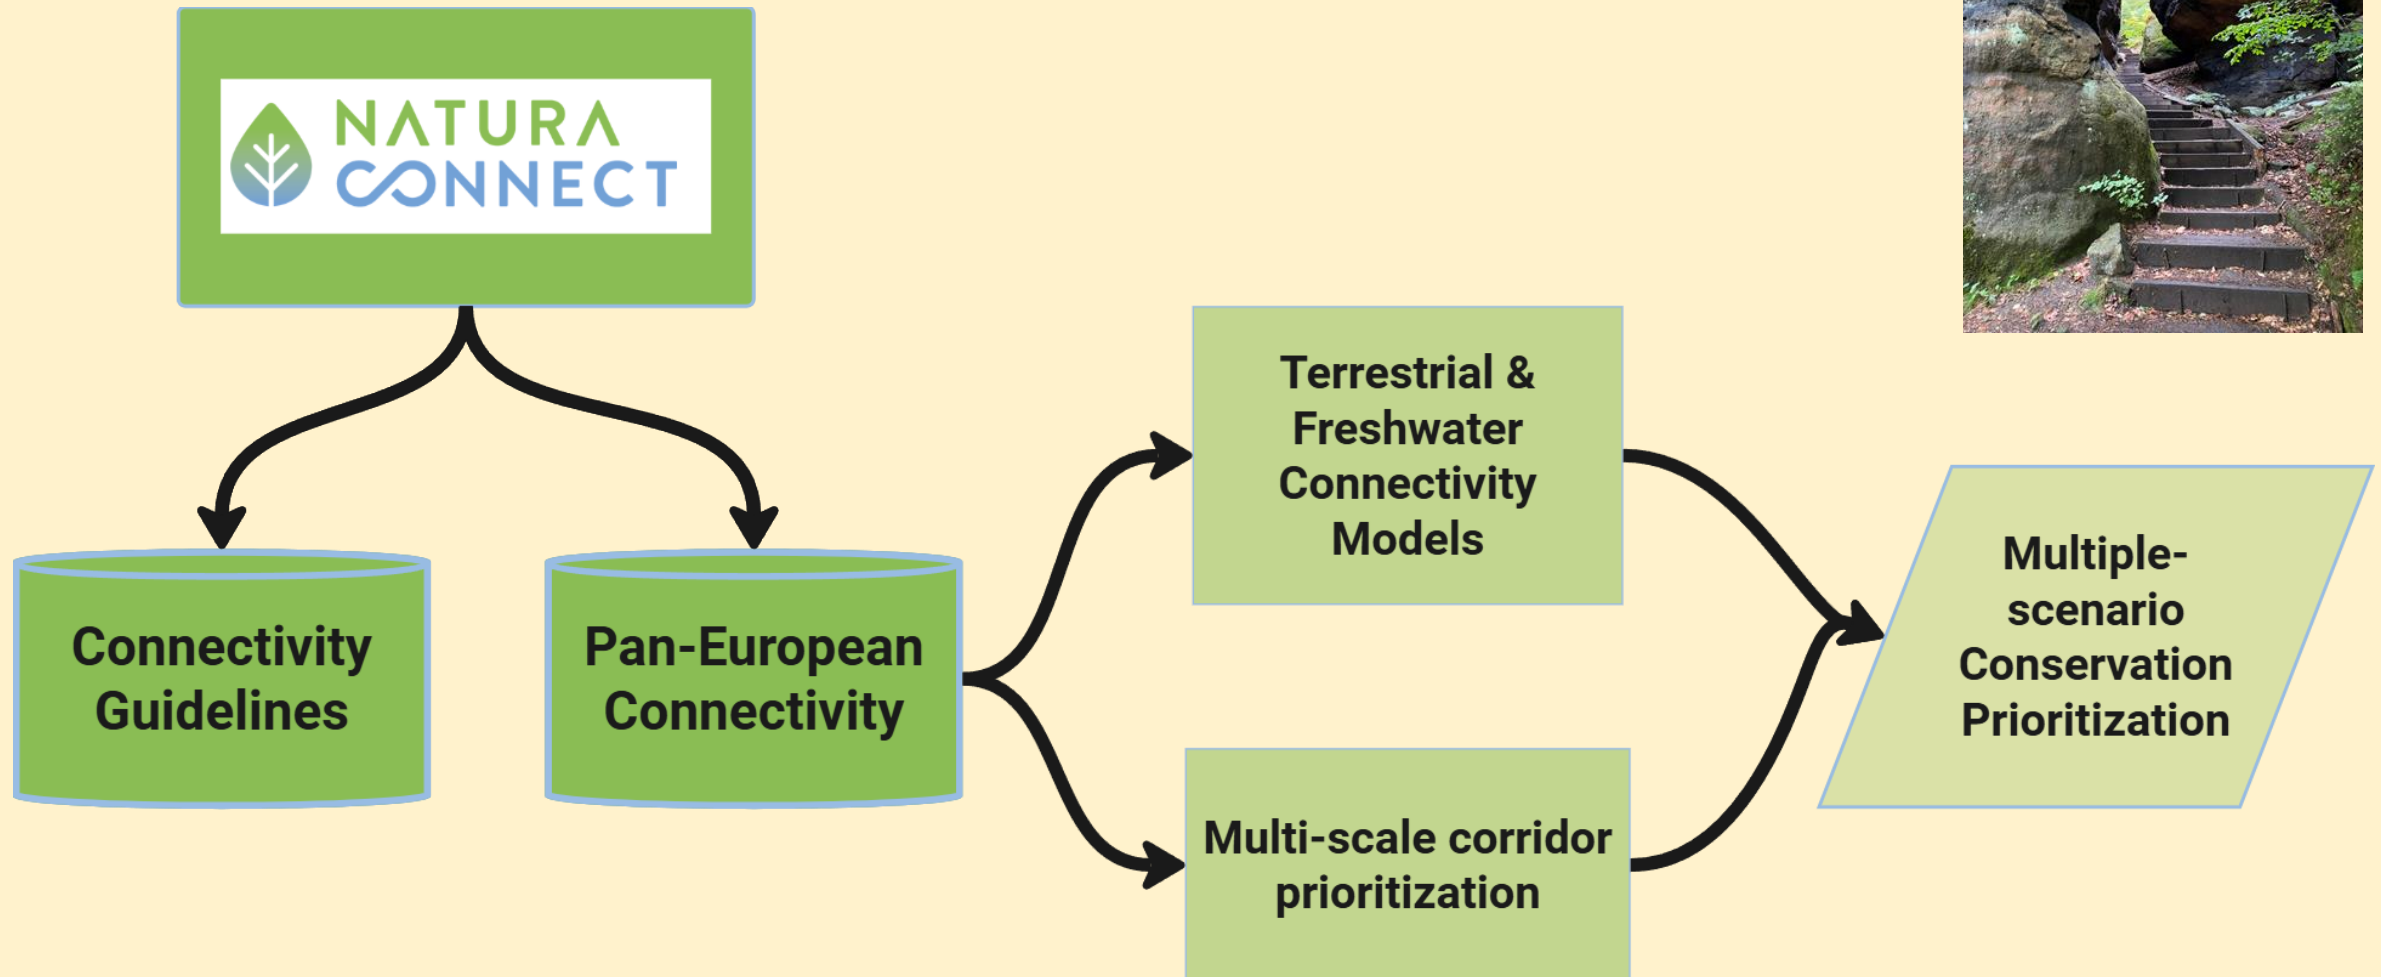 NATURA
CONNECT
Connectivity
Guidelines
Pan-European
Connectivity
Terrestrial &
Freshwater
Connectivity
Models
Multi-scale corridor
prioritization
Multiple-
scenario
Conservation
Prioritization